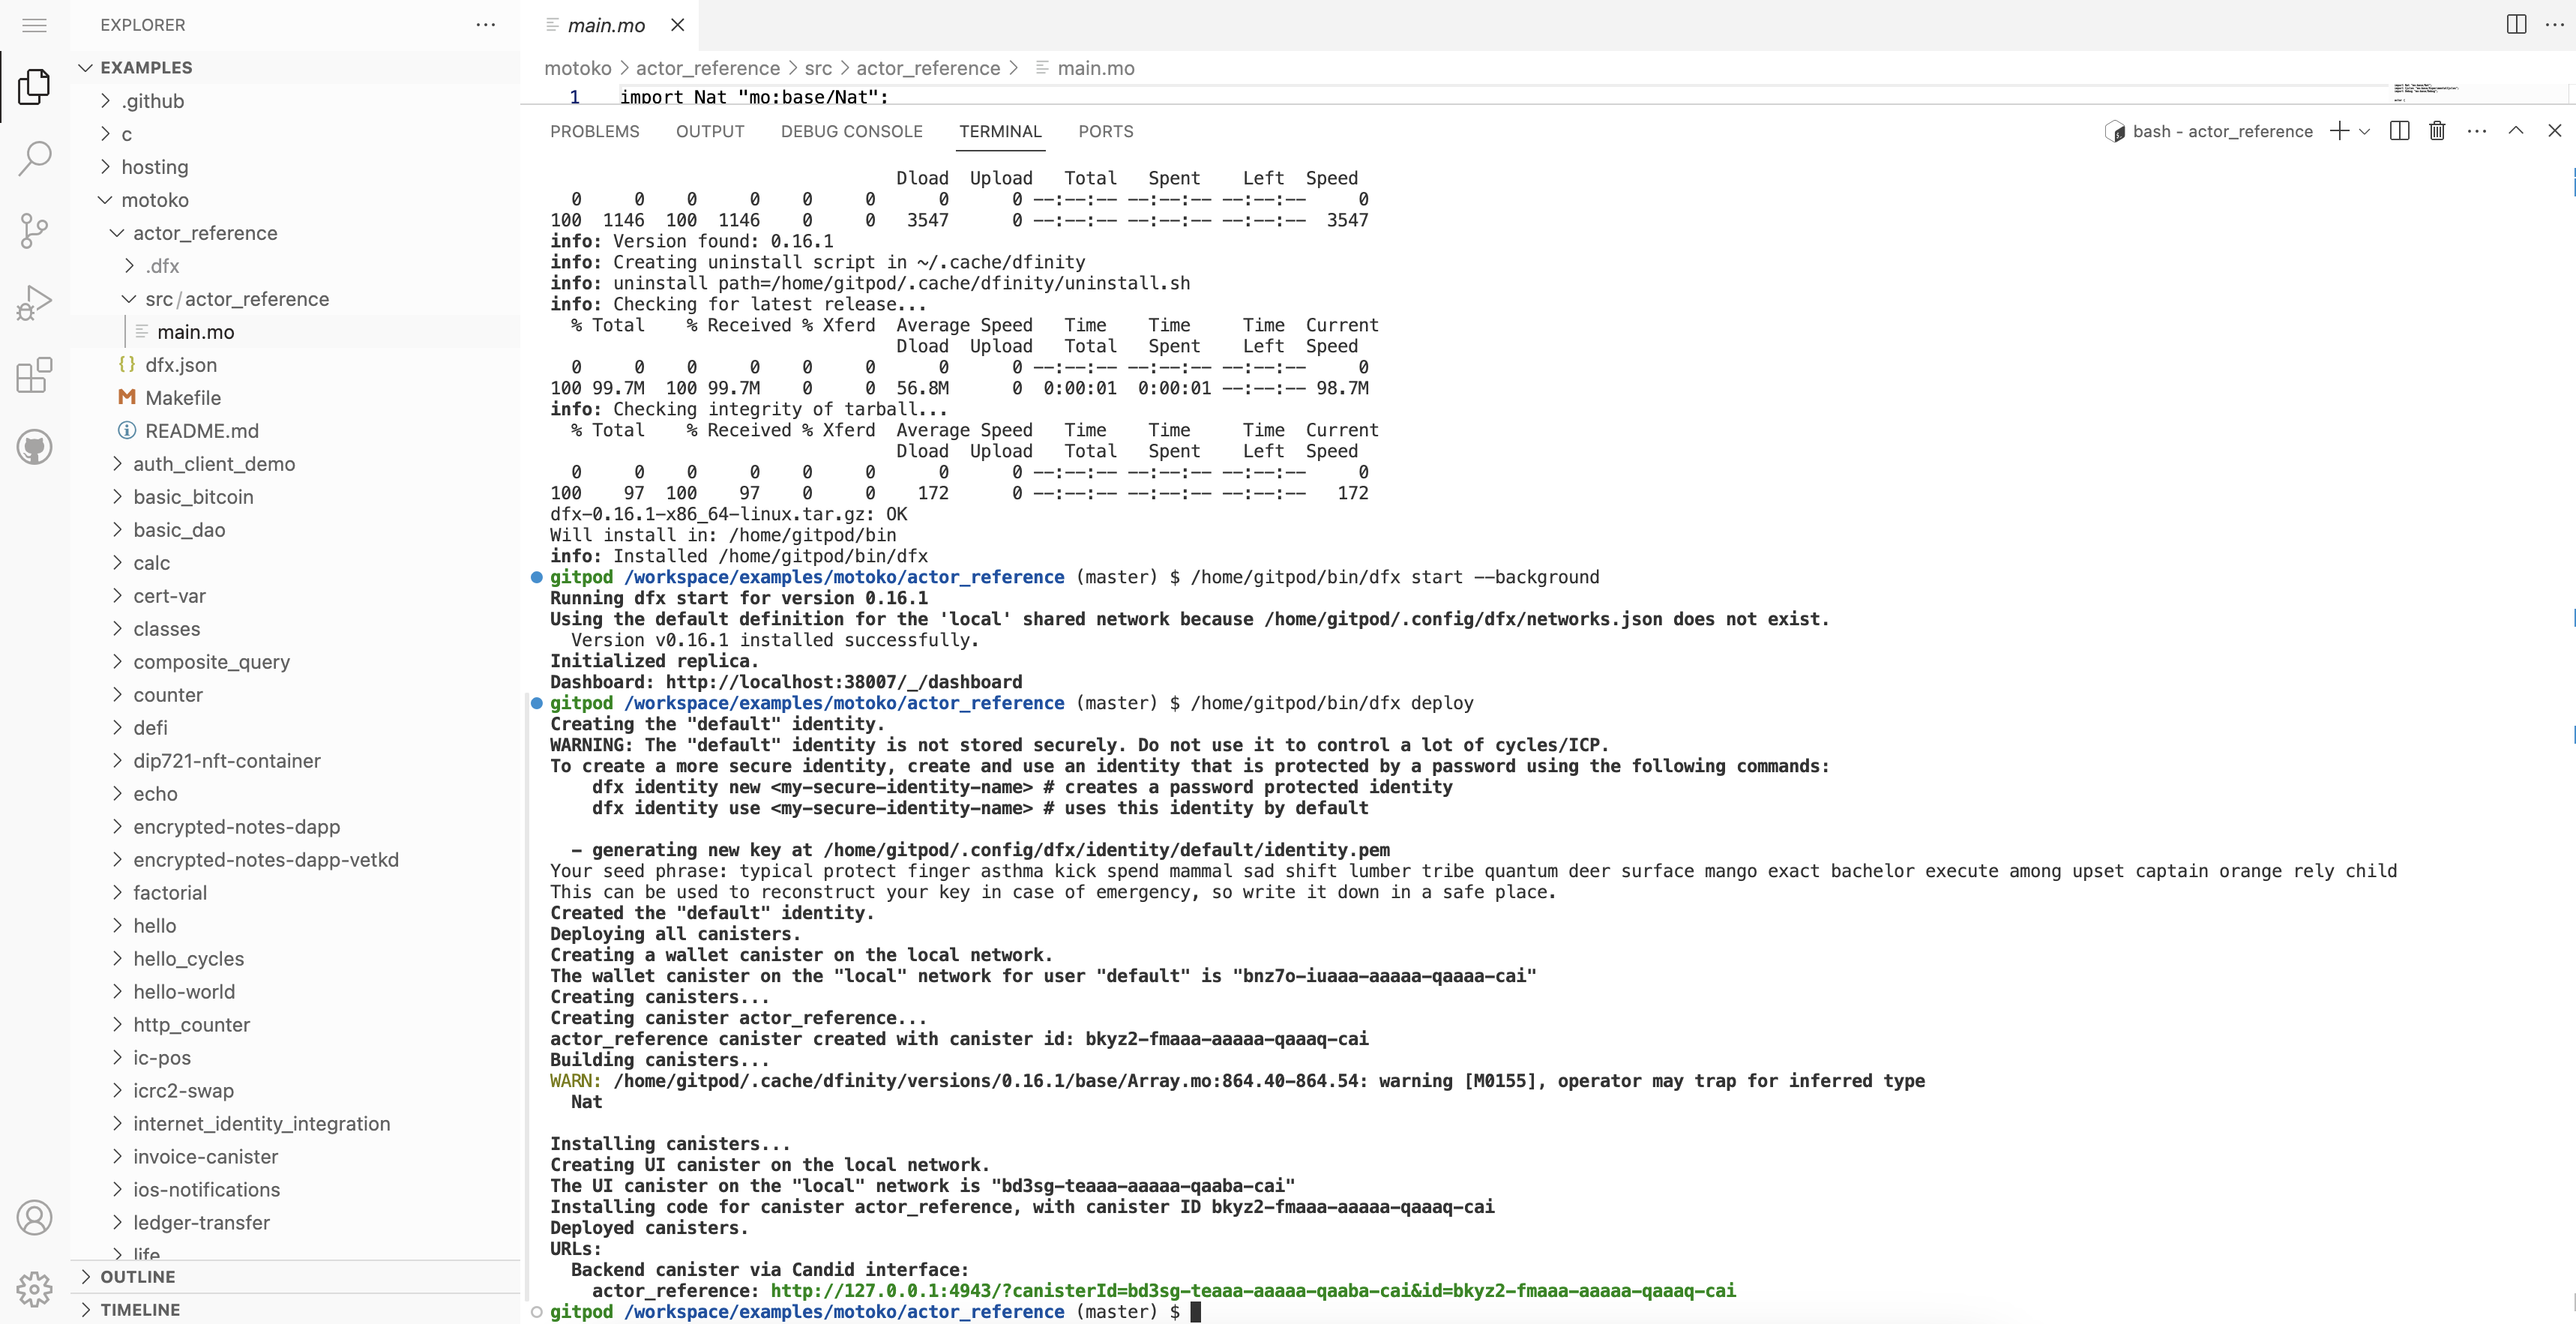 EXPLORER
EXAMPLES
.github
c
hosting
motoko
actor_reference
.dfx
src/actor_reference
main.mo
dfx.json
Makefile
README.md
auth_client_demo
basic_bitcoin
basic_dao
calc
cert-var
classes
composite_query
counter
defi
dip721-nft-container
echo
encrypted-notes-dapp
encrypted-notes-dapp-vetkd
factorial
hello
hello_cycles
hello-world
http_counter
ic-pos
icrc2-swap
internet_identity_integration
invoice-canister
ios-notifications
ledger-transfer
life
OUTLINE
TIMELINE
main.mo
motoko > actor_reference > src > actor_reference > main.mo
1 import Nat "mo:base/Nat";
PROBLEMS OUTPUT DEBUG CONSOLE TERMINAL PORTS
bash - actor_reference
Dload Upload Total Spent Left Speed
0 0 0 0 0 0 0 0 --:--:-- --:--:-- --:--:-- 0
100 1146 100 1146 0 0 3547 0 --:--:-- --:--:-- --:--:-- 3547
info: Version found: 0.16.1
info: Creating uninstall script in ~/.cache/dfinity
info: uninstall path=/home/gitpod/.cache/dfinity/uninstall.sh
info: Checking for latest release...
% Total % Received % Xferd Average Speed Time Time Time Current
Dload Upload Total Spent Left Speed
0 0 0 0 0 0 0 0 --:--:-- --:--:-- --:--:-- 0
100 99.7M 100 99.7M 0 0 56.8M 0 0:00:01 0:00:01 --:--:-- 98.7M
info: Checking integrity of tarball...
% Total % Received % Xferd Average Speed Time Time Time Current
Dload Upload Total Spent Left Speed
0 0 0 0 0 0 0 0 --:--:-- --:--:-- --:--:-- 0
100 97 100 97 0 0 172 0 --:--:-- --:--:-- --:--:-- 172
dfx-0.16.1-x86_64-linux.tar.gz: OK
Will install in: /home/gitpod/bin
info: Installed /home/gitpod/bin/dfx
gitpod /workspace/examples/motoko/actor_reference (master) $ /home/gitpod/bin/dfx start --background
Running dfx start for version 0.16.1
Using the default definition for the 'local' shared network because /home/gitpod/.config/dfx/networks.json does not exist.
Version v0.16.1 installed successfully.
Initialized replica.
Dashboard: http://localhost:38007/_/dashboard
gitpod /workspace/examples/motoko/actor_reference (master) $ /home/gitpod/bin/dfx deploy
Creating the "default" identity.
WARNING: The "default" identity is not stored securely. Do not use it to control a lot of cycles/ICP.
To create a more secure identity, create and use an identity that is protected by a password using the following commands:
dfx identity new <my-secure-identity-name> # creates a password protected identity
dfx identity use <my-secure-identity-name> # uses this identity by default
- generating new key at /home/gitpod/.config/dfx/identity/default/identity.pem
Your seed phrase: typical protect finger asthma kick spend mammal sad shift lumber tribe quantum deer surface mango exact bachelor execute among upset captain orange rely child
This can be used to reconstruct your key in case of emergency, so write it down in a safe place.
Created the "default" identity.
Deploying all canisters.
Creating a wallet canister on the local network.
The wallet canister on the "local" network for user "default" is "bnz7o-iuaaa-aaaaa-qaaaa-cai"
Creating canisters...
Creating canister actor_reference...
actor_reference canister created with canister id: bkyz2-fmaaa-aaaaa-qaaaq-cai
Building canisters...
WARN: /home/gitpod/.cache/dfinity/versions/0.16.1/base/Array.mo:864.40-864.54: warning [M0155], operator may trap for inferred type
Nat
Installing canisters...
Creating UI canister on the local network.
The UI canister on the "local" network is "bd3sg-teaaa-aaaaa-qaaba-cai"
Installing code for canister actor_reference, with canister ID bkyz2-fmaaa-aaaaa-qaaaq-cai
Deployed canisters.
URLs:
Backend canister via Candid interface:
actor_reference: http://127.0.0.1:4943/?canisterId=bd3sg-teaaa-aaaaa-qaaba-cai&id=bkyz2-fmaaa-aaaaa-qaaaq-cai
gitpod /workspace/examples/motoko/actor_reference (master) $